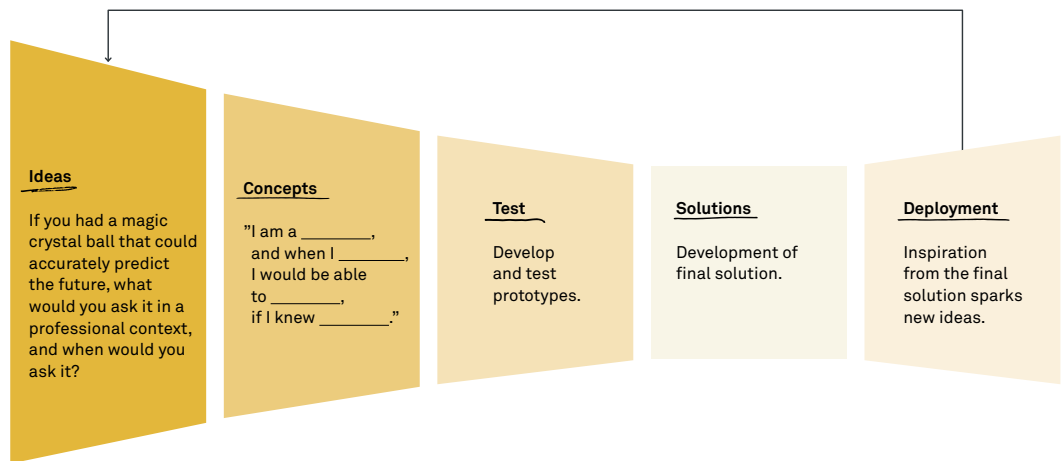 Ideas
If you had a magic
crystal ball that could
accurately predict
the future, what
would you ask it in a
professional context,
and when would you
ask it?
Concepts
”I am a ________,
and when I ________,
I would be able
to ________,
if I knew ________.”
Test
Develop
and test
prototypes.
Solutions
Development of
final solution.
Deployment
Inspiration
from the final
solution sparks
new ideas.